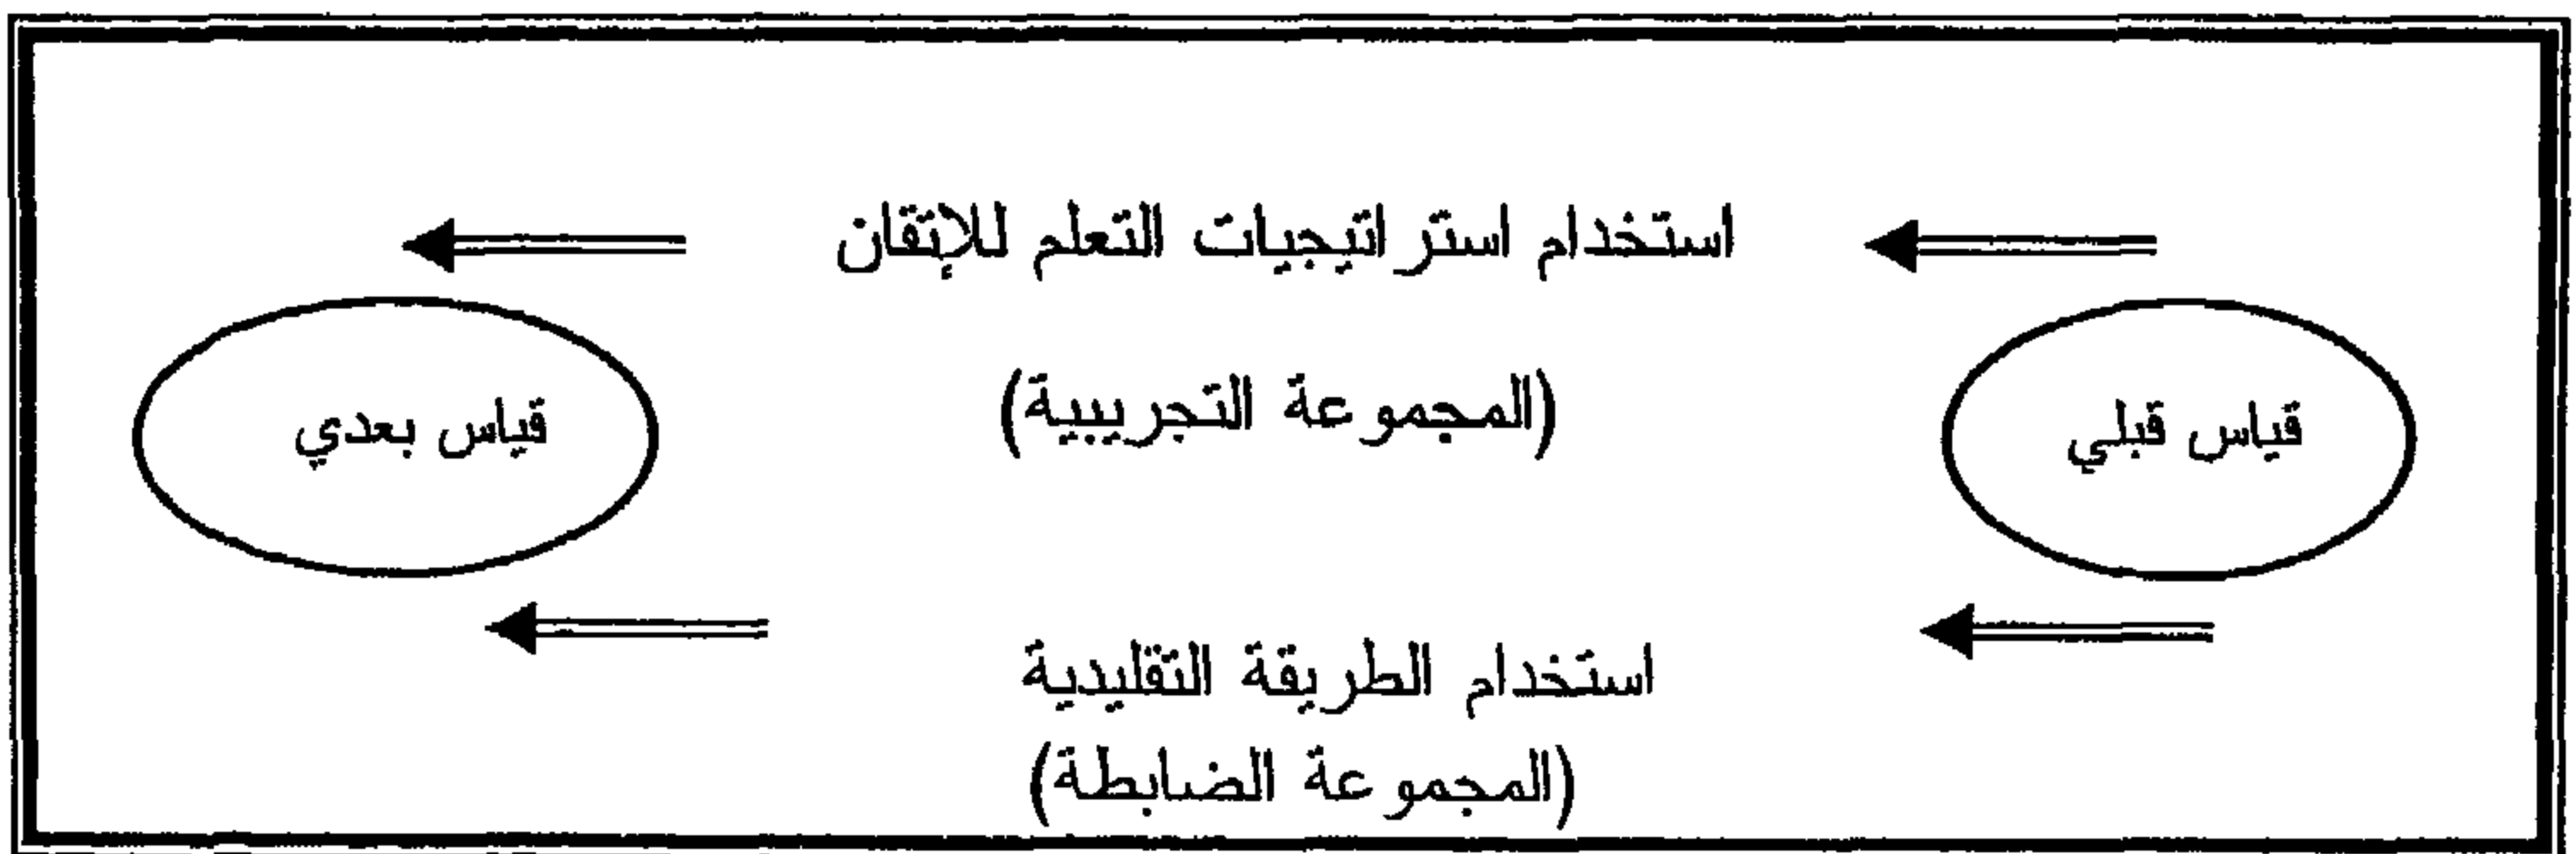 استخدام استراتيجيات التعلم للإتقان
(المجموعة التجريبية)
قياس قبلي
قياس بعدي
استخدام الطريقة التقليدية
(المجموعة الضابطة)